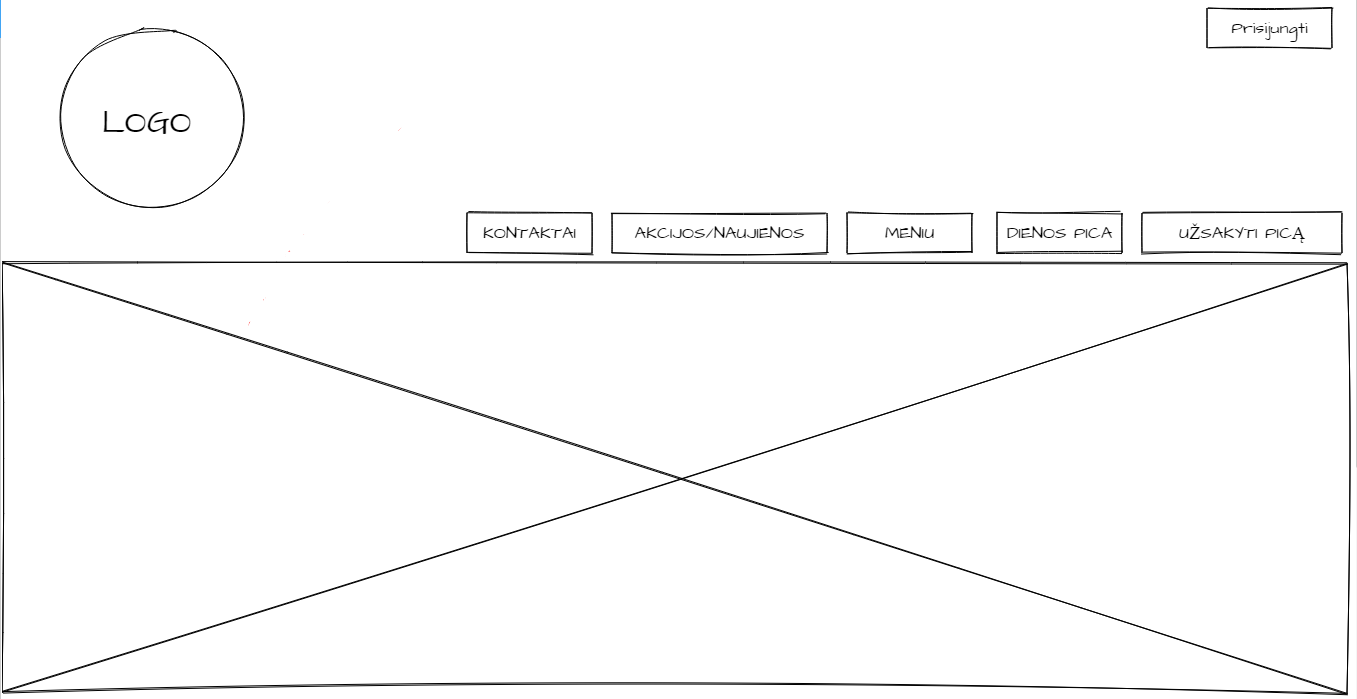 Prisijungti
LOGO
KONTAKTAI
AKCIJOS/NAUJIENOS
MENIU
DIENOS PICA
UŽSAKYTI PICĄ